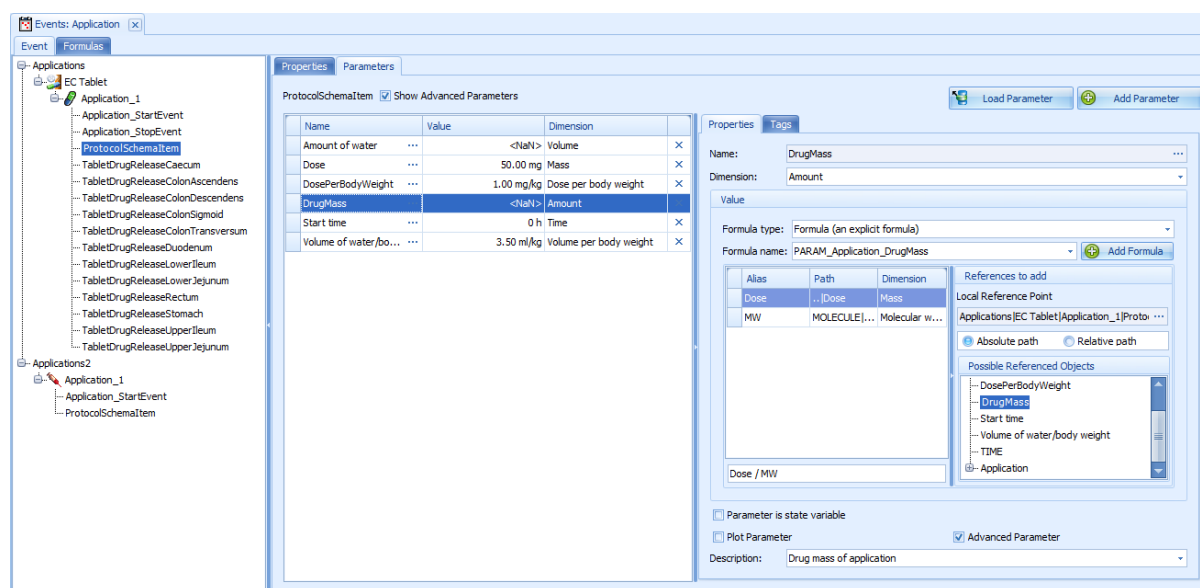 Events: Application
Event Formulas
Applications
EC Tablet
Application_1
Application_StartEvent
Application_StopEvent
ProtocolSchemaItem
TabletDrugReleaseCaecum
TabletDrugReleaseColonAscendens
TabletDrugReleaseColonDescendens
TabletDrugReleaseColonSigmoid
TabletDrugReleaseColonTransversum
TabletDrugReleaseDuodenum
TabletDrugReleaseLowerIleum
TabletDrugReleaseLowerJejunum
TabletDrugReleaseRectum
TabletDrugReleaseStomach
TabletDrugReleaseUpperIleum
TabletDrugReleaseUpperJejunum
Applications2
Application_1
Application_StartEvent
ProtocolSchemaItem
Properties Parameters
ProtocolSchemaItem Show Advanced Parameters
Load Parameter Add Parameter
Name Value Dimension
Amount of water ... <NaN> Volume
Dose ... 50.00 mg Mass
DosePerBodyWeight ... 1.00 mg/kg Dose per body weight
DrugMass <NaN> Amount
Start time ... 0 h Time
Volume of water/bo... ... 3.50 ml/kg Volume per body weight
Properties Tags
Name: DrugMass ...
Dimension: Amount
Value
Formula type: Formula (an explicit formula)
Formula name: PARAM_Application_DrugMass Add Formula
Alias Path Dimension
Dose ..|Dose Mass
MW MOLECULE|... Molecular w...
Dose / MW
References to add
Local Reference Point
Applications|EC Tablet|Application_1|Proto ...
Absolute path Relative path
Possible Referenced Objects
DosePerBodyWeight
DrugMass
Start time
Volume of water/body weight
TIME
Application
Parameter is state variable
Plot Parameter Advanced Parameter
Description: Drug mass of application